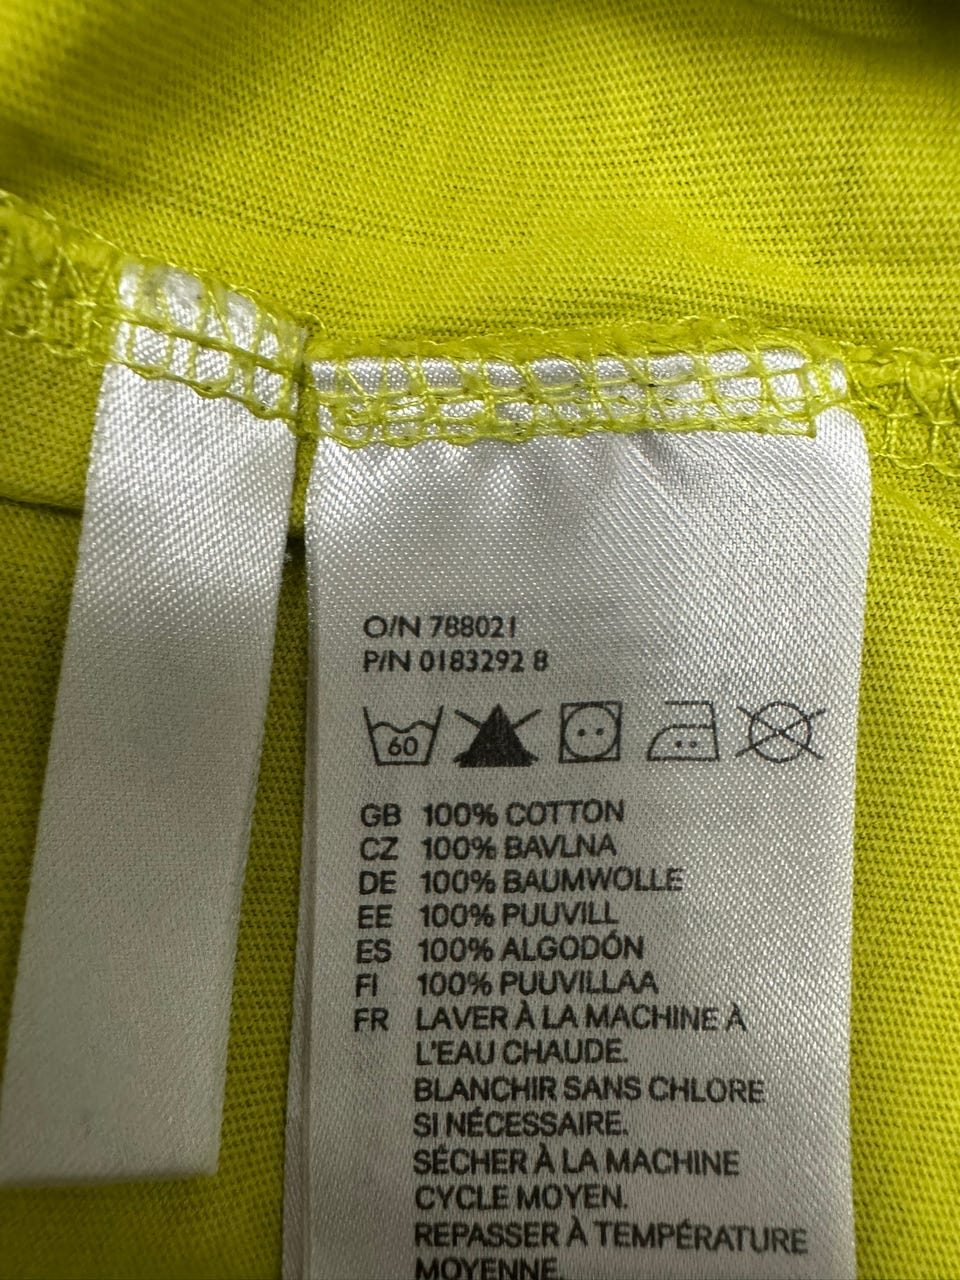 O/N 788021
P/N 0183292 8
60
GB 100% COTTON
CZ 100% BAVLNA
DE 100% BAUMWOLLE
EE 100% PUUVILL
ES 100% ALGODÓN
FI 100% PUUVILLAA
FR LAVER À LA MACHINE À
L'EAU CHAUDE.
BLANCHIR SANS CHLORE
SI NÉCESSAIRE.
SÉCHER À LA MACHINE
CYCLE MOYEN.
REPASSER À TEMPÉRATURE
MOYENNE.